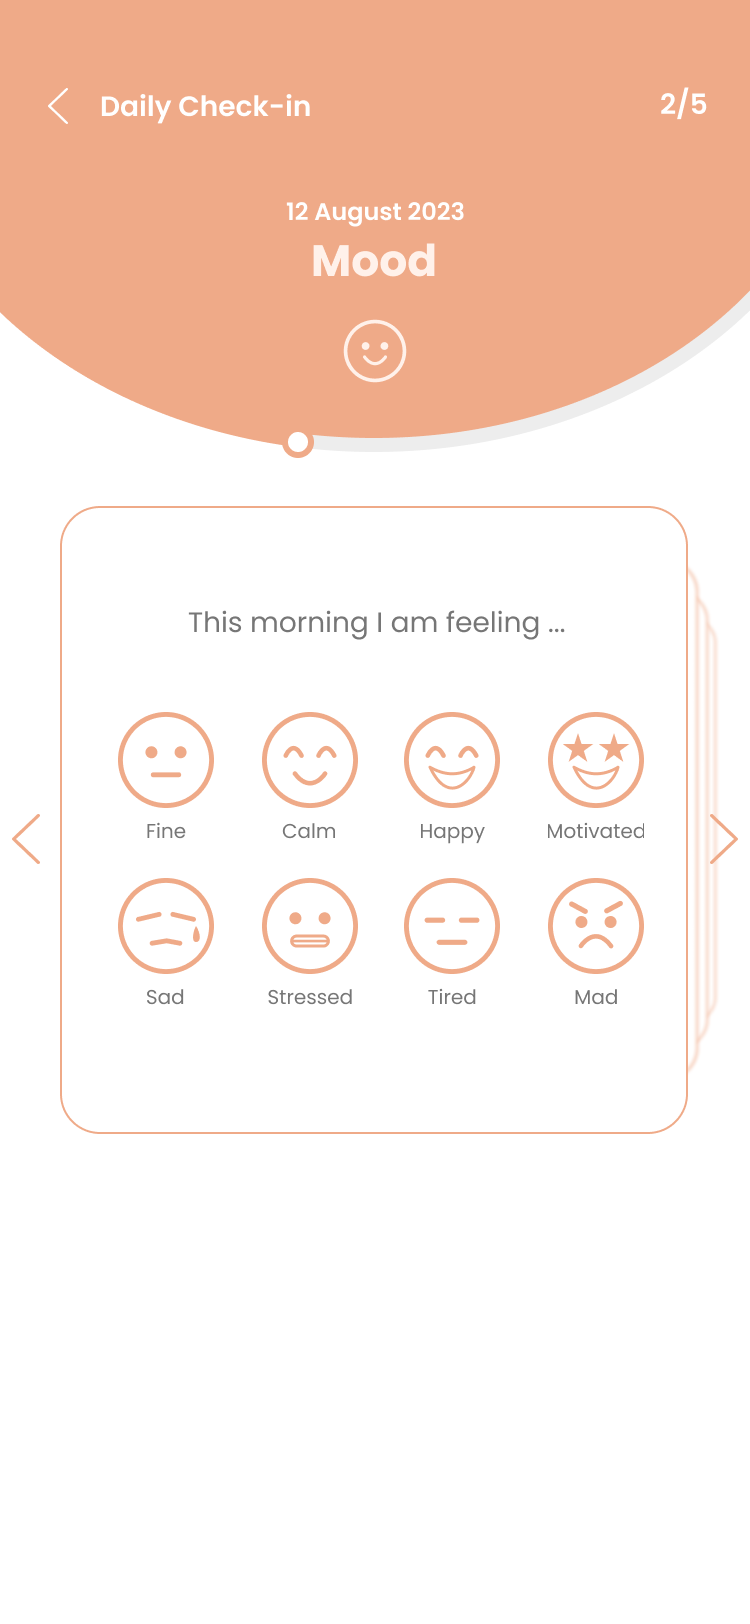 Daily Check-in
2/5
12 August 2023
Mood
This morning I am feeling ...
Fine
Calm
Happy
Motivated
Sad
Stressed
Tired
Mad